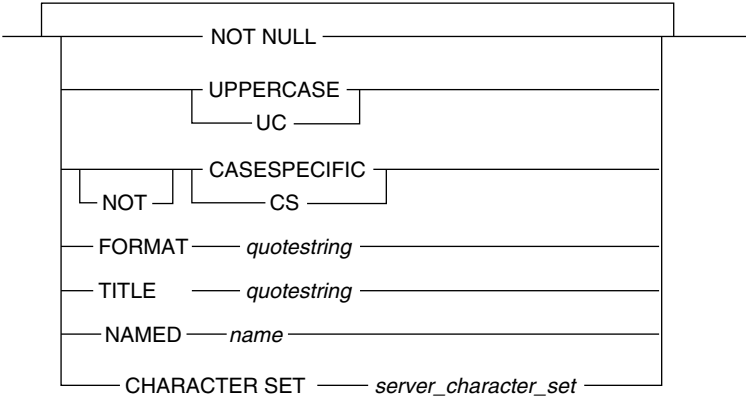 NOT NULL
UPPERCASE
UC
CASESPECIFIC
NOT CS
FORMAT quotestring
TITLE quotestring
NAMED name
CHARACTER SET server_character_set